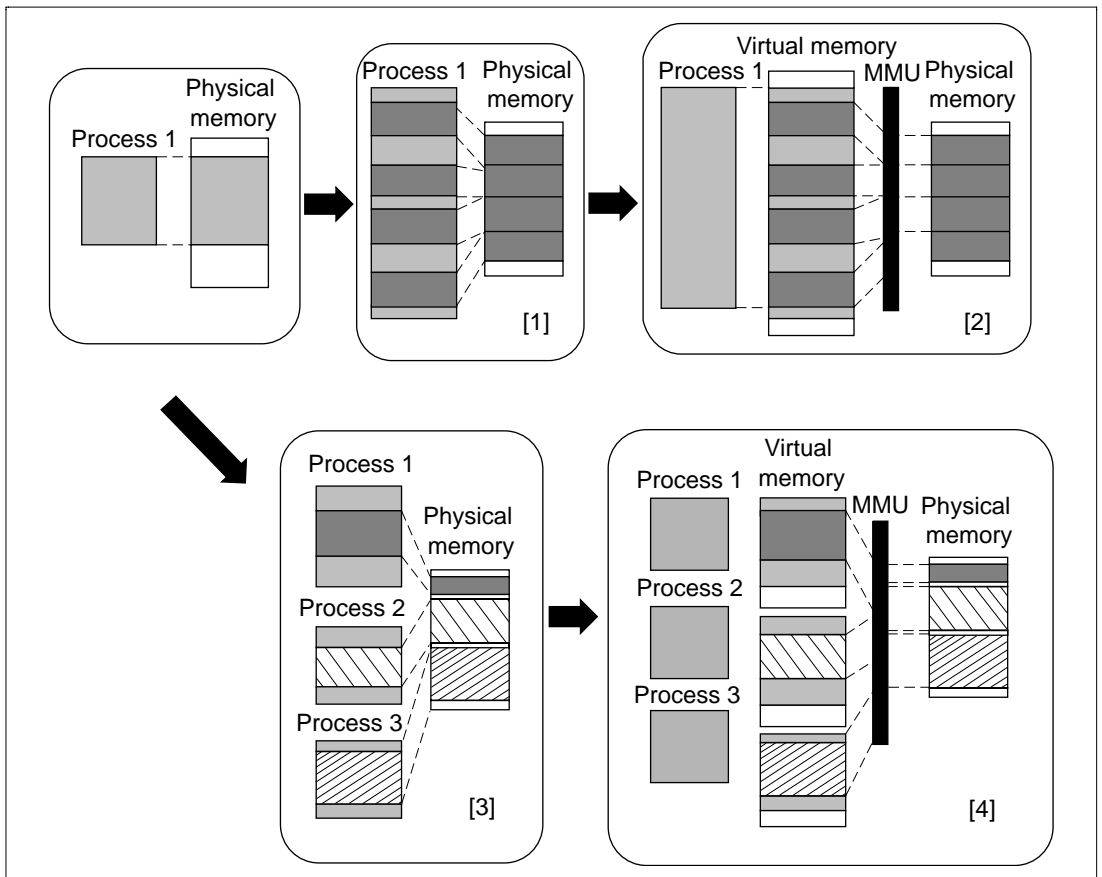 Process 1
Physical
memory
Process 1
Physical
memory
[1]
Virtual memory
Process 1
MMU
Physical
memory
[2]
Process 1
Physical
memory
Process 2
Process 3
[3]
Virtual
memory
Process 1
MMU
Physical
memory
Process 2
Process 3
[4]